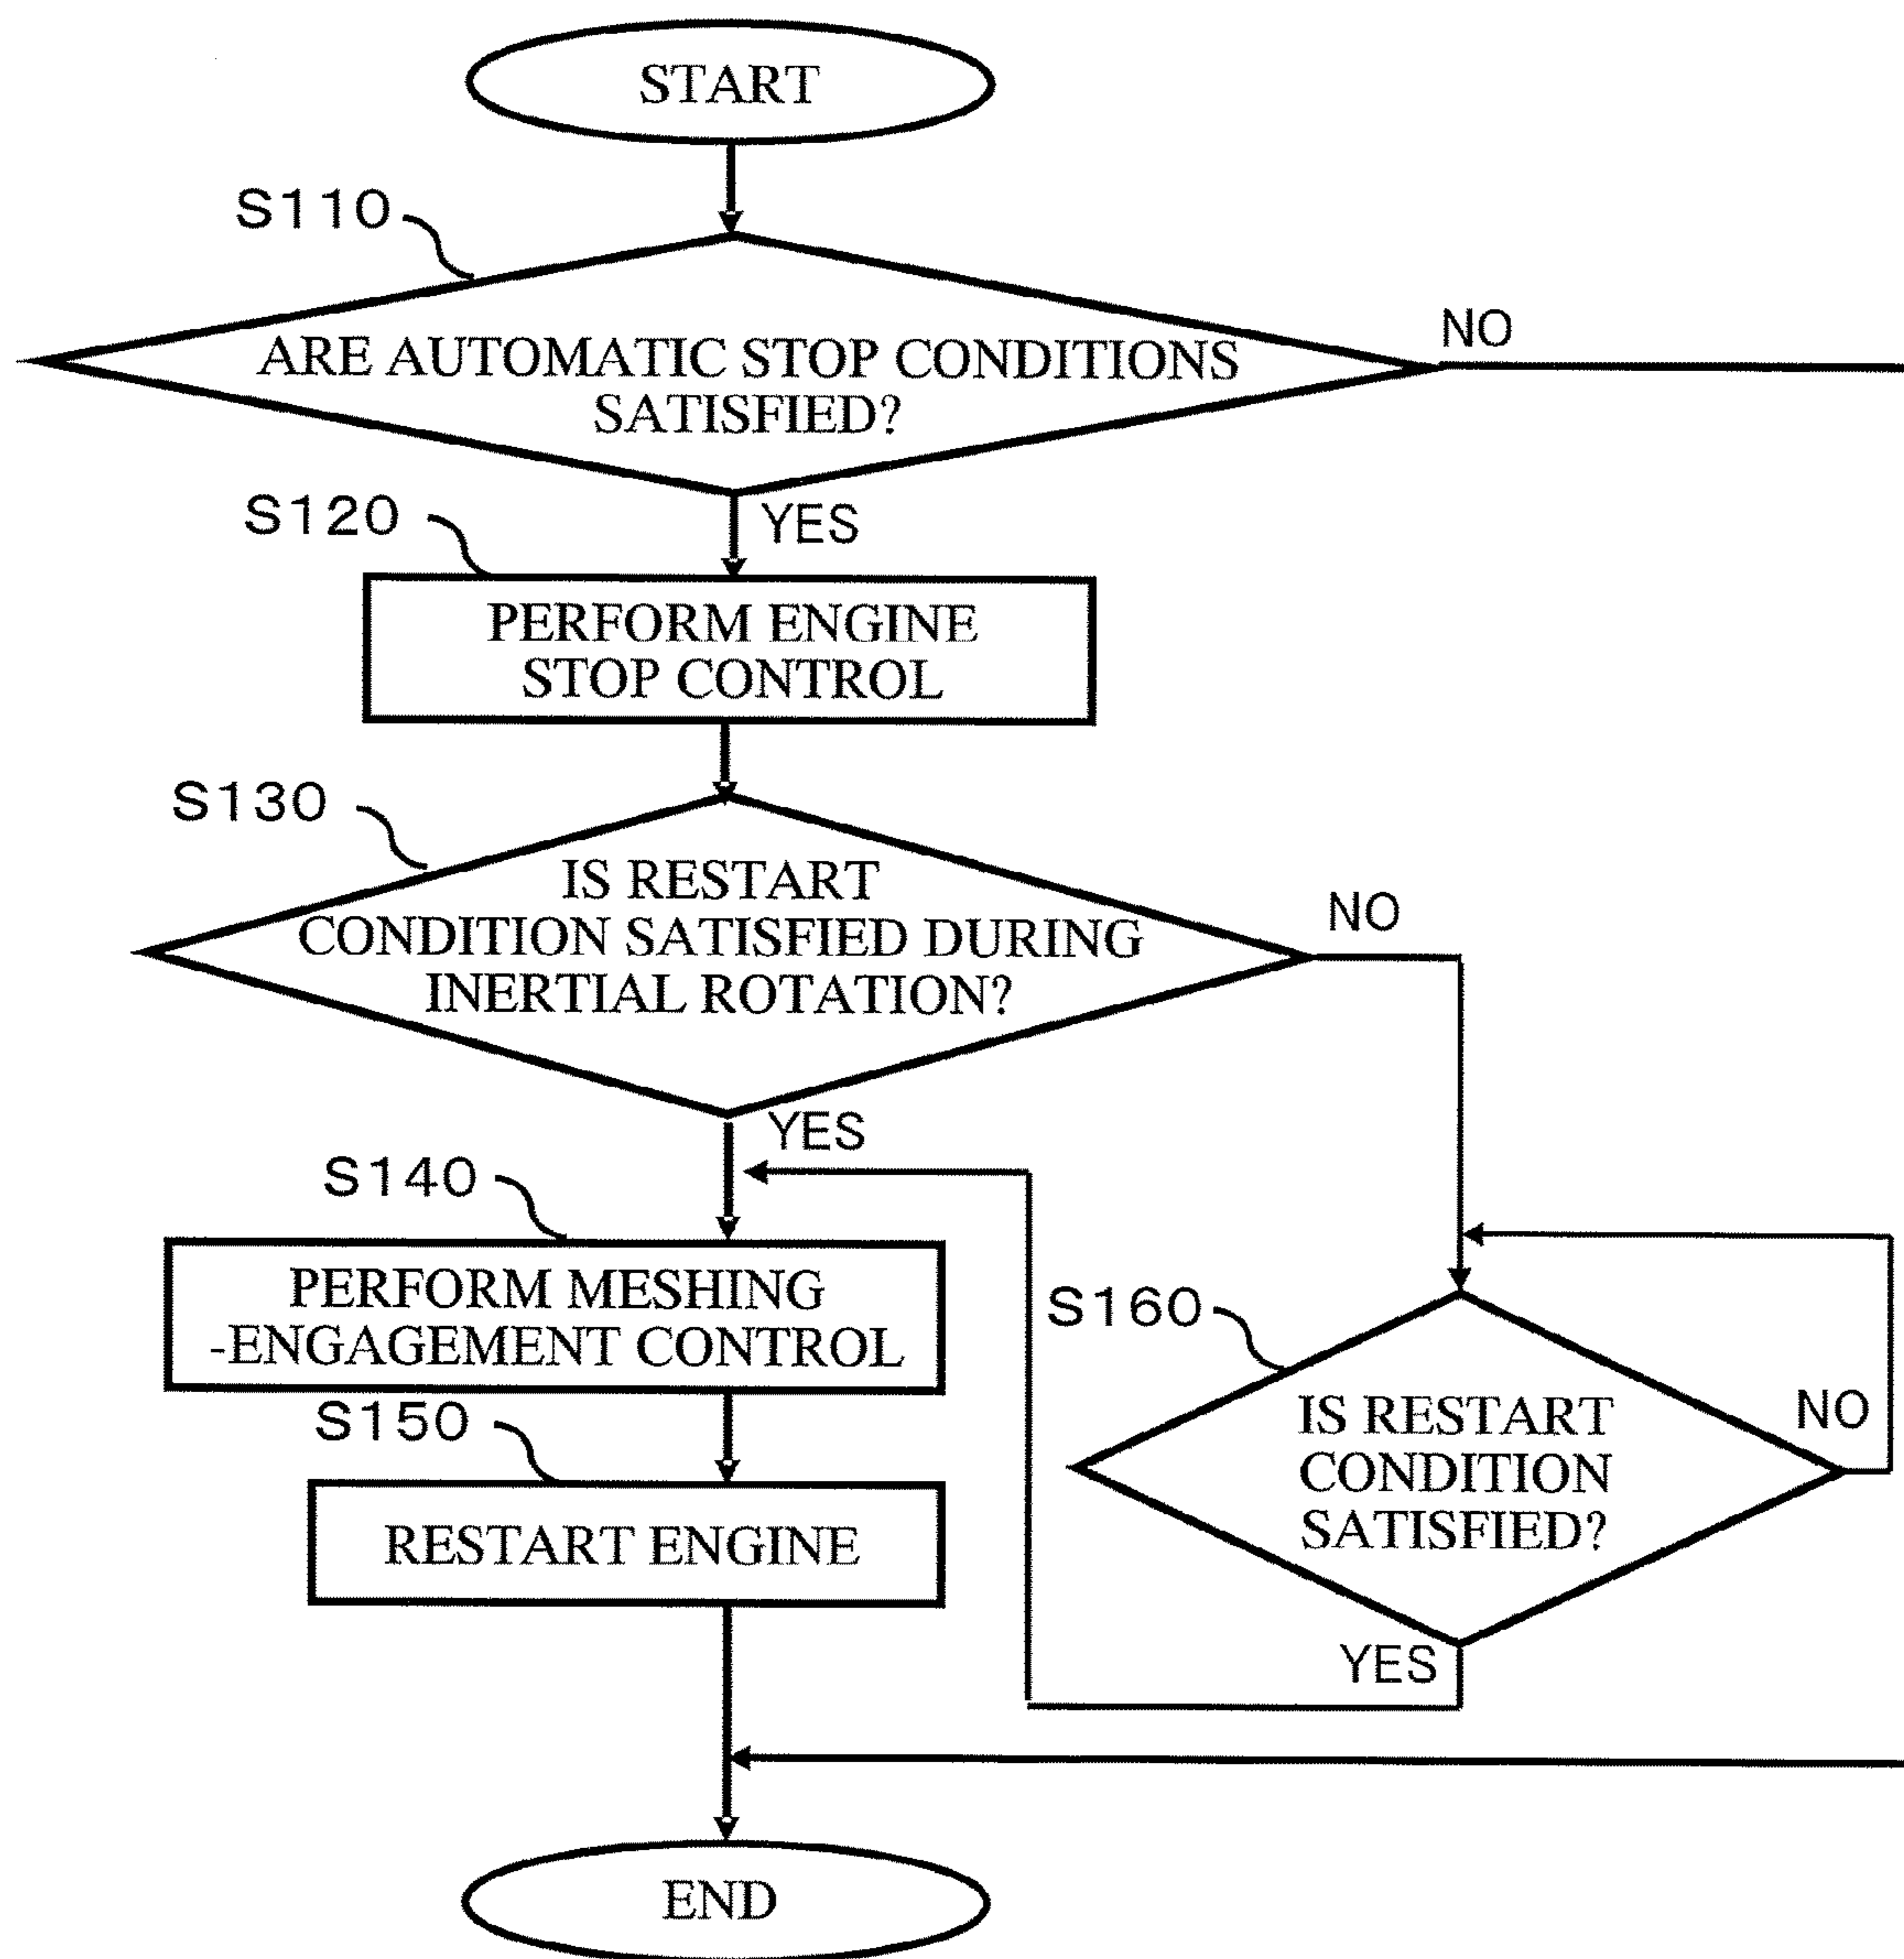 START
S110
ARE AUTOMATIC STOP CONDITIONS
SATISFIED?
NO
YES
S120
PERFORM ENGINE
STOP CONTROL
S130
IS RESTART
CONDITION SATISFIED DURING
INERTIAL ROTATION?
NO
YES
S140
PERFORM MESHING
-ENGAGEMENT CONTROL
S150
RESTART ENGINE
S160
IS RESTART
CONDITION
SATISFIED?
NO
YES
END